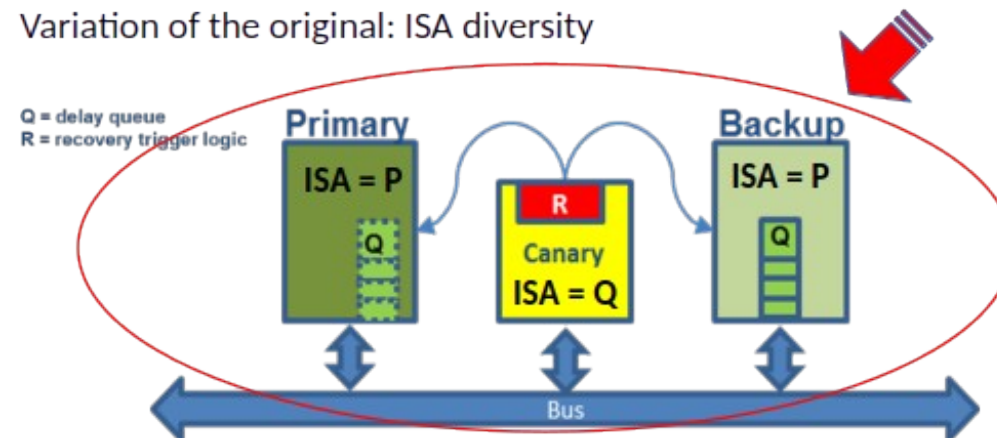 Variation of the original: ISA diversity
Q = delay queue
R = recovery trigger logic
Primary
Backup
ISA = P
ISA = P
R
Q
Q
Canary
ISA = Q
Bus